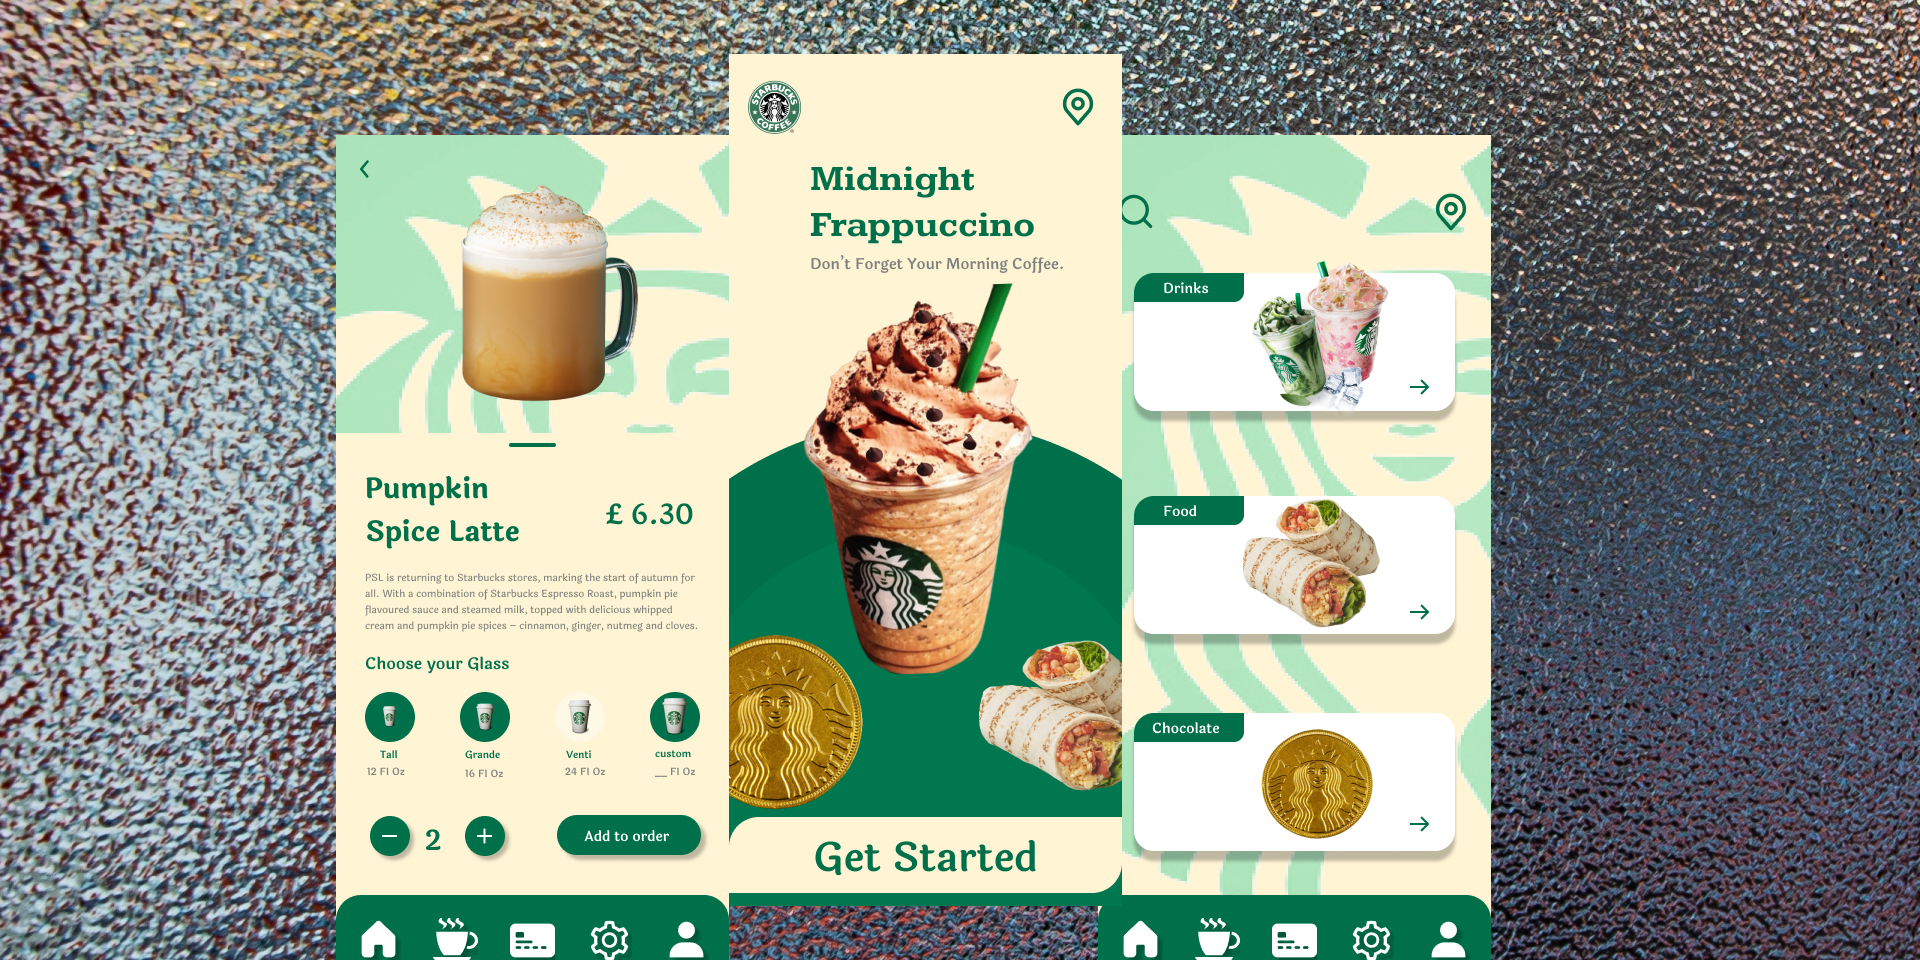 Pumpkin
Spice Latte
£ 6.30
PSL is returning to Starbucks stores, marking the start of autumn for
all. With a combination of Starbucks Espresso Roast, pumpkin pie
flavoured sauce and steamed milk, topped with delicious whipped
cream and pumpkin pie spices – cinnamon, ginger, nutmeg and cloves.
Choose your Glass
Tall
12 Fl Oz
Grande
16 Fl Oz
Venti
24 Fl Oz
custom
__ Fl Oz
2
Add to order
STARBUCKS
COFFEE
Midnight
Frappuccino
Don't Forget Your Morning Coffee.
Get Started
Drinks
Food
Chocolate